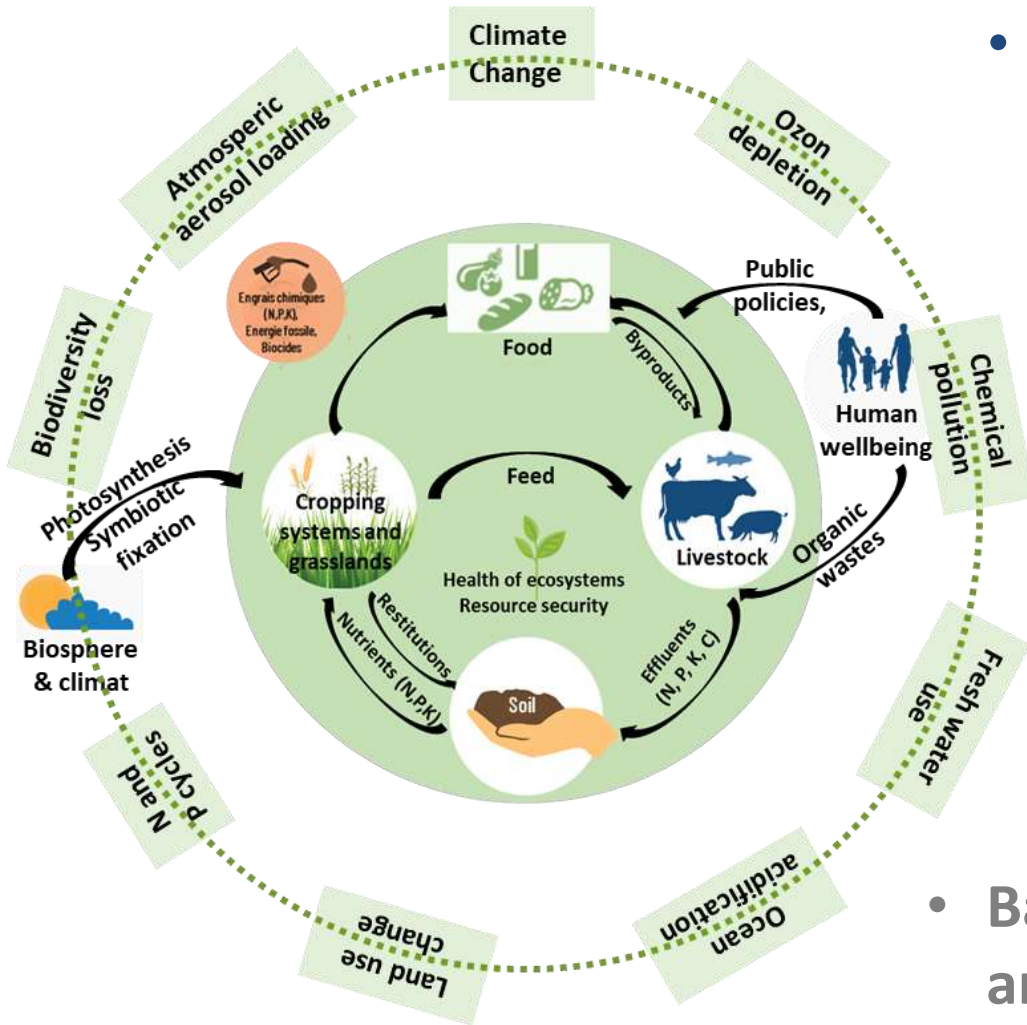 Climate
Change
Ozon
depletion
Atmosperic
aerosol loading
Engrais chimiques
(N,P,K),
Energie fossile,
Biocides
Food
Byproducts
Public
policies,
Human
wellbeing
Chemical
pollution
Biodiversity
loss
Photosynthesis
Symbiotic
fixation
Cropping
systems and
grasslands
Feed
Livestock
Organic
wastes
Health of ecosystems
Resource security
Restitutions
Nutrients (N,P,K)
Effluents
(N, P, K, C)
Soil
Biosphere
& climat
Fresh water
use
N and
P cycles
Ocean
acidification
Land use
change
• 
• Ba